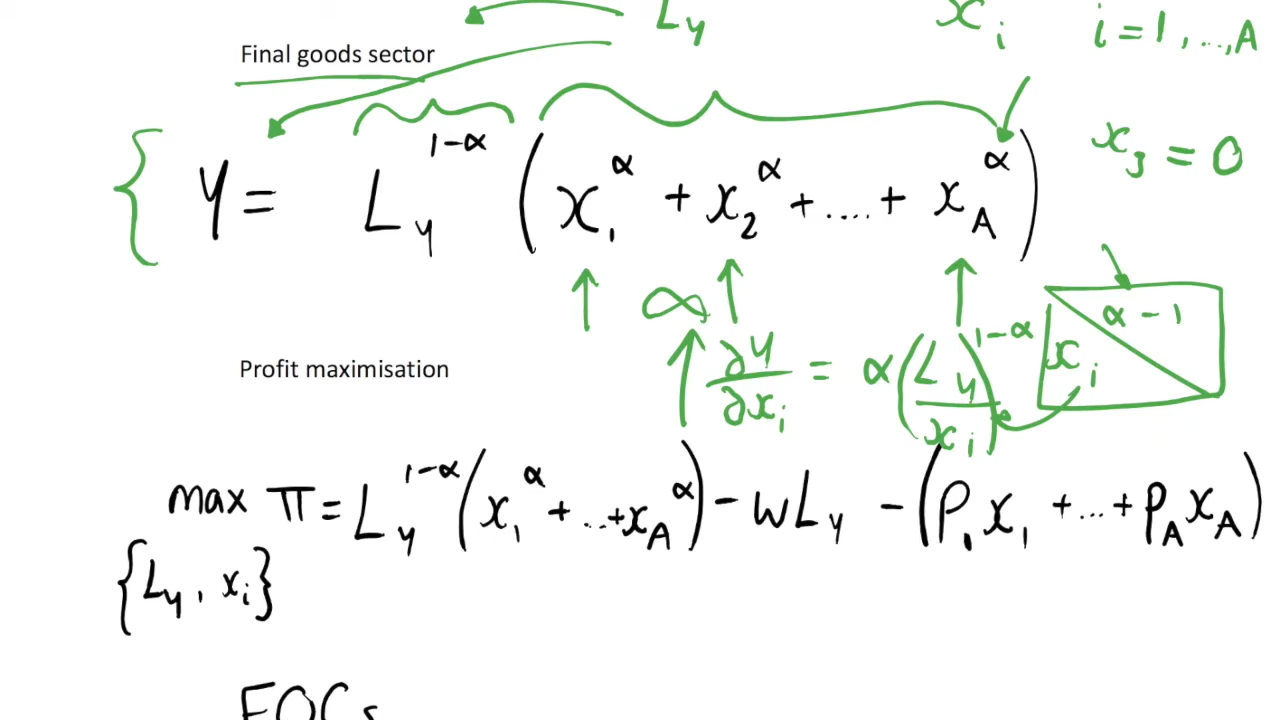 L_y x_i i = 1, ..., A
Final goods sector
Y = L_y^{1-α} (x_1^α + x_2^α + .... + x_A^α) x_3 = 0
∞
Profit maximisation
∂Y/∂x_i = α (L_y/x_i)^{1-α} x_i^{α-1}
max π = L_y^{1-α} (x_1^α + ... + x_A^α) - wL_y - (P_1 x_1 + ... + P_A x_A)
{L_y, x_i}
FOCs